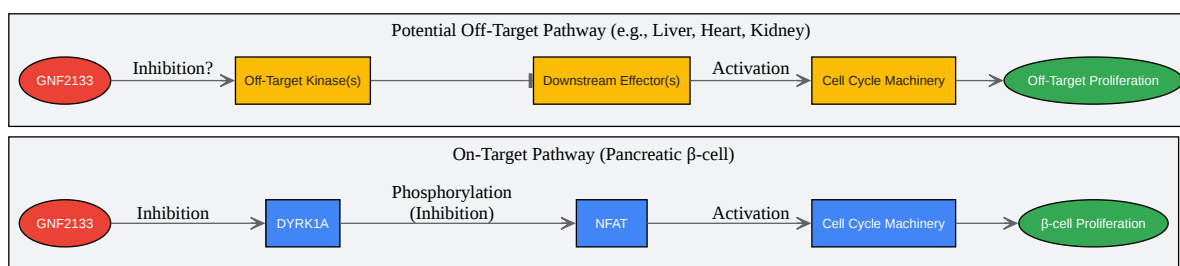 Potential Off-Target Pathway (e.g., Liver, Heart, Kidney)
GNF2133
Inhibition?
Off-Target Kinase(s)
Downstream Effector(s)
Activation
Cell Cycle Machinery
Off-Target Proliferation
On-Target Pathway (Pancreatic β-cell)
GNF2133
Inhibition
DYRK1A
Phosphorylation
(Inhibition)
NFAT
Activation
Cell Cycle Machinery
β-cell Proliferation